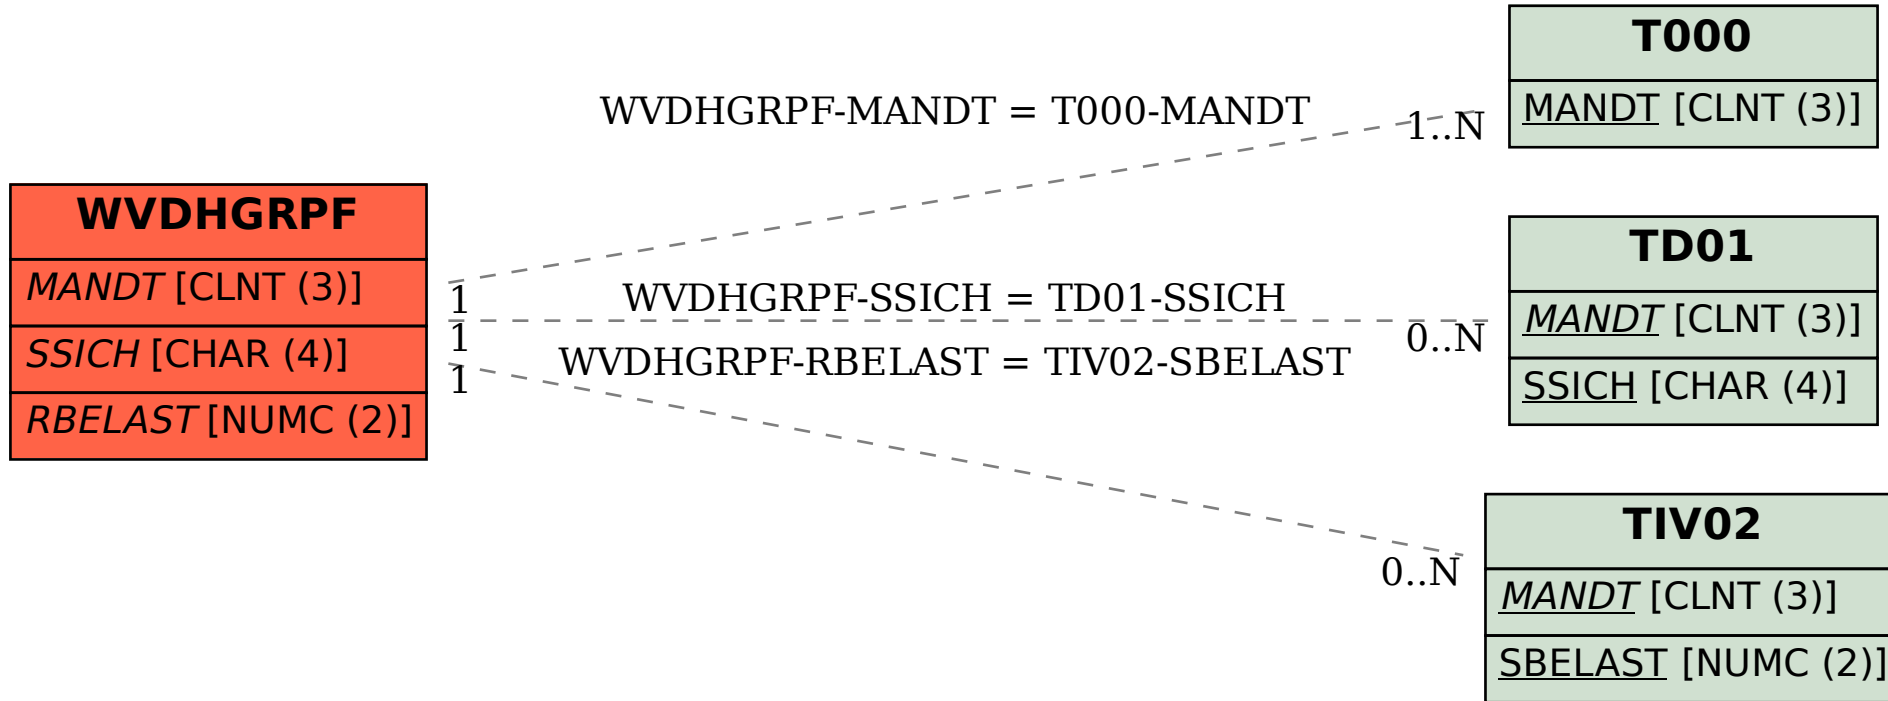 WVDHGRPF
MANDT [CLNT (3)]
SSICH [CHAR (4)]
RBELAST [NUMC (2)]
WVDHGRPF-MANDT = T000-MANDT
1
1..N
WVDHGRPF-SSICH = TD01-SSICH
1
0..N
WVDHGRPF-RBELAST = TIV02-SBELAST
1
0..N
T000
MANDT [CLNT (3)]
TD01
MANDT [CLNT (3)]
SSICH [CHAR (4)]
TIV02
MANDT [CLNT (3)]
SBELAST [NUMC (2)]